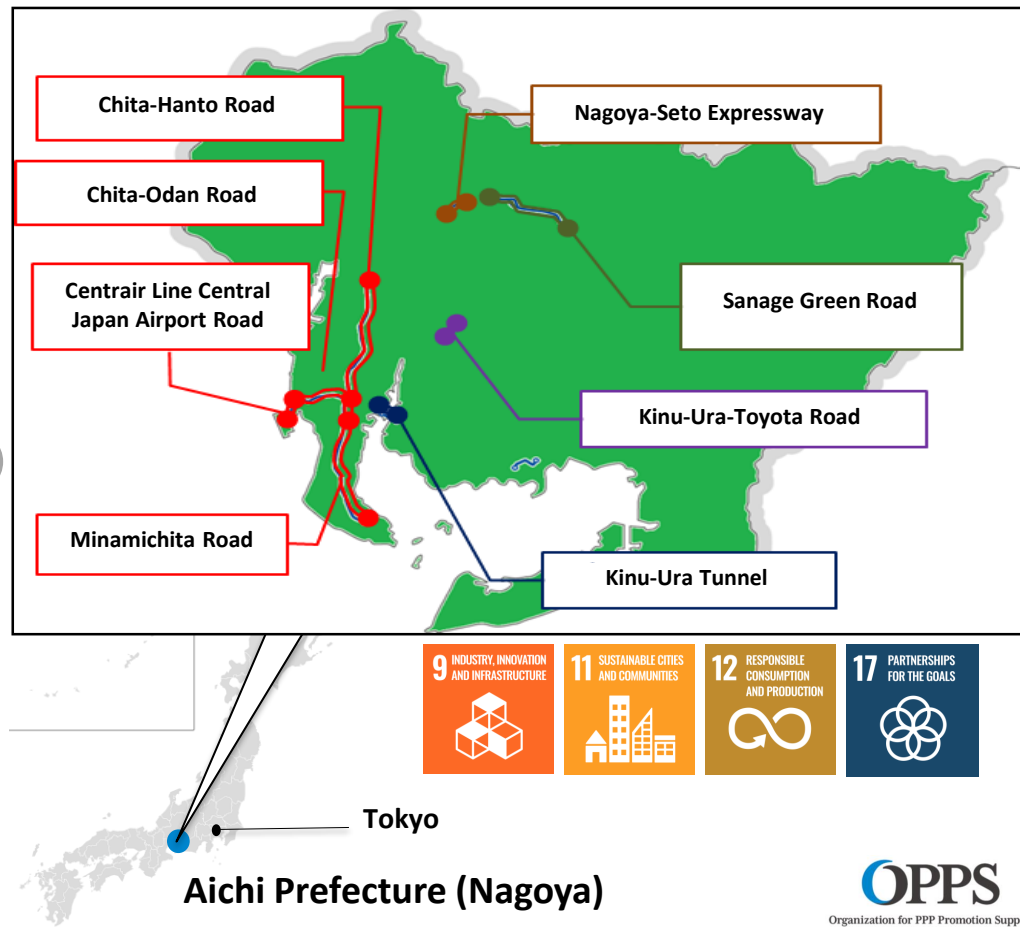 Chita-Hanto Road
Nagoya-Seto Expressway
Chita-Odan Road
Centrair Line Central
Japan Airport Road
Sanage Green Road
Kinu-Ura-Toyota Road
Minamichita Road
Kinu-Ura Tunnel
9 INDUSTRY, INNOVATION
AND INFRASTRUCTURE
11 SUSTAINABLE CITIES
AND COMMUNITIES
12 RESPONSIBLE
CONSUMPTION
AND PRODUCTION
17 PARTNERSHIPS
FOR THE GOALS
Tokyo
Aichi Prefecture (Nagoya)
OPPS
Organization for PPP Promotion Supp